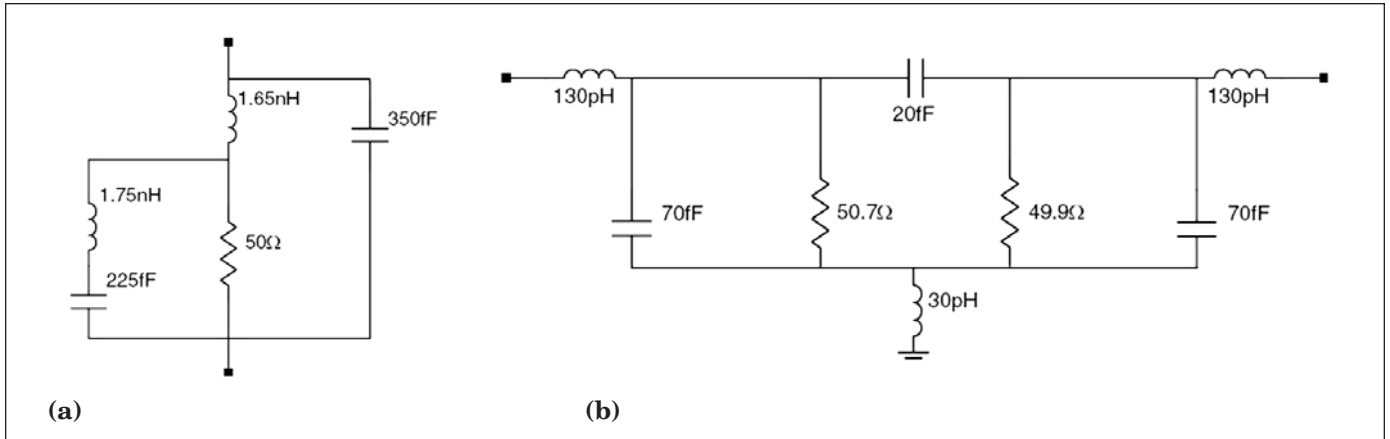 1.65nH
350fF
1.75nH
50Ω
225fF
(a)
130pH
20fF
130pH
70fF
50.7Ω
49.9Ω
70fF
30pH
(b)